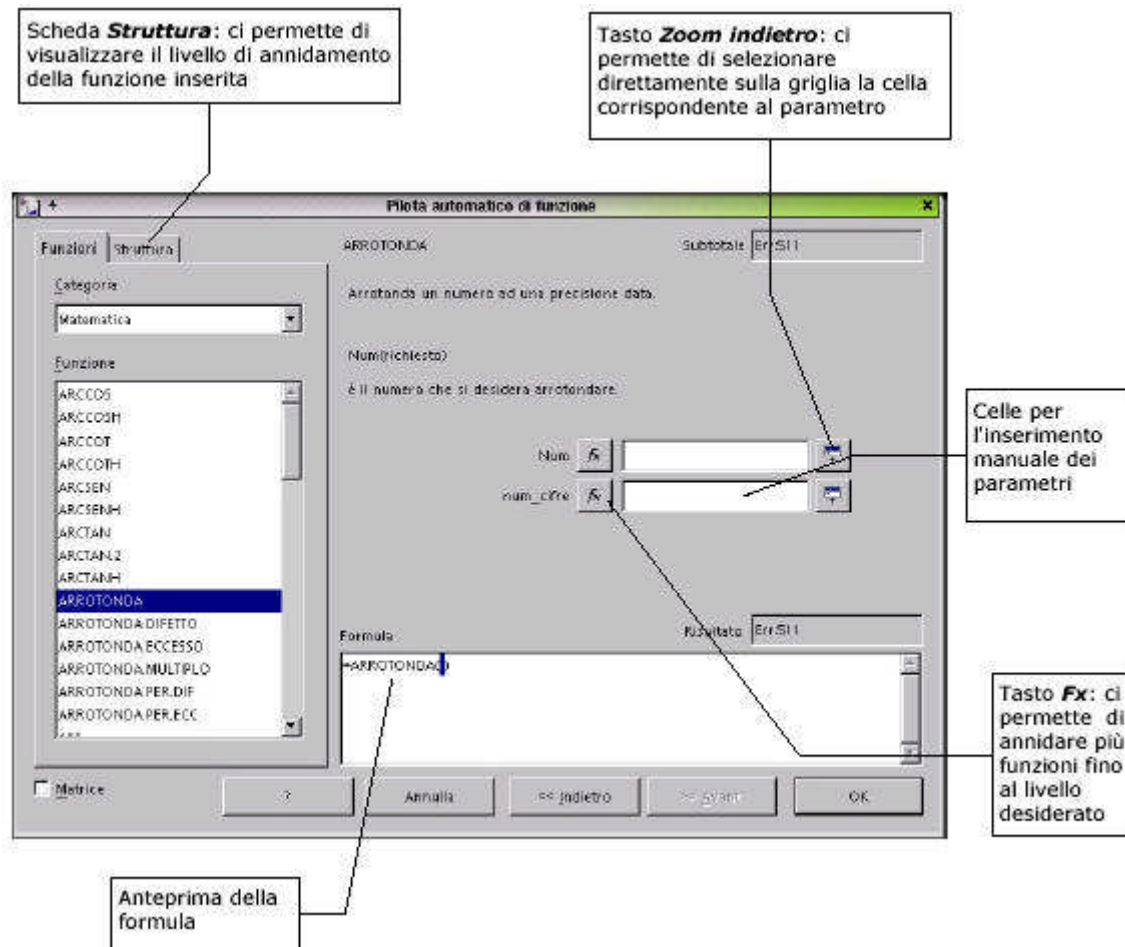 Scheda Struttura: ci permette di
visualizzare il livello di annidamento
della funzione inserita
Tasto Zoom indietro: ci
permette di selezionare
direttamente sulla griglia la cella
corrispondente al parametro
Pilota automatico di funzione
Funzioni
Struttura
ARROTONDA
Subtotale
Err:511
Categoria
Matematica
Arrotonda un numero ad una precisione data.
Funzione
Num(richiesto)
è il numero che si desidera arrotondare.
ARCCOS
ARCCOSH
ARCCOT
ARCCOTH
ARCSEN
ARCSENH
ARCTAN
ARCTAN.2
ARCTANH
ARROTONDA
ARROTONDA.DIFETTO
ARROTONDA.ECCESSO
ARROTONDA.MULTIPLO
ARROTONDA.PER.DIF
ARROTONDA.PER.ECC
Num
fx
num_cifre
fx
Celle per
l'inserimento
manuale dei
parametri
Formula
Risultato
Err:511
=ARROTONDA()
Tasto Fx: ci
permette di
annidare più
funzioni fino
al livello
desiderato
Matrice
?
Annulla
<< Indietro
>> Avanti
OK
Anteprima della
formula